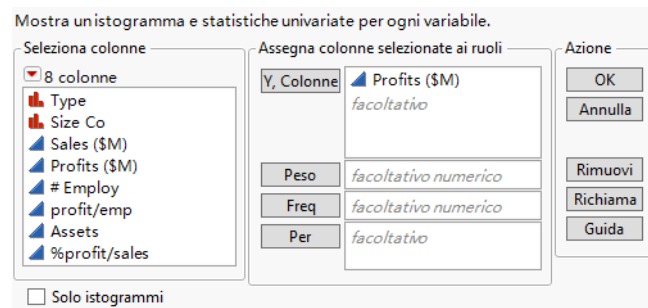 Mostra un istogramma e statistiche univariate per ogni variabile.
Seleziona colonne
8 colonne
Type
Size Co
Sales ($M)
Profits ($M)
# Employ
profit/emp
Assets
%profit/sales
Solo istogrammi
Assegna colonne selezionate ai ruoli
Y, Colonne
Profits ($M)
facoltativo
Peso
facoltativo numerico
Freq
facoltativo numerico
Per
facoltativo
Azione
OK
Annulla
Rimuovi
Richiama
Guida